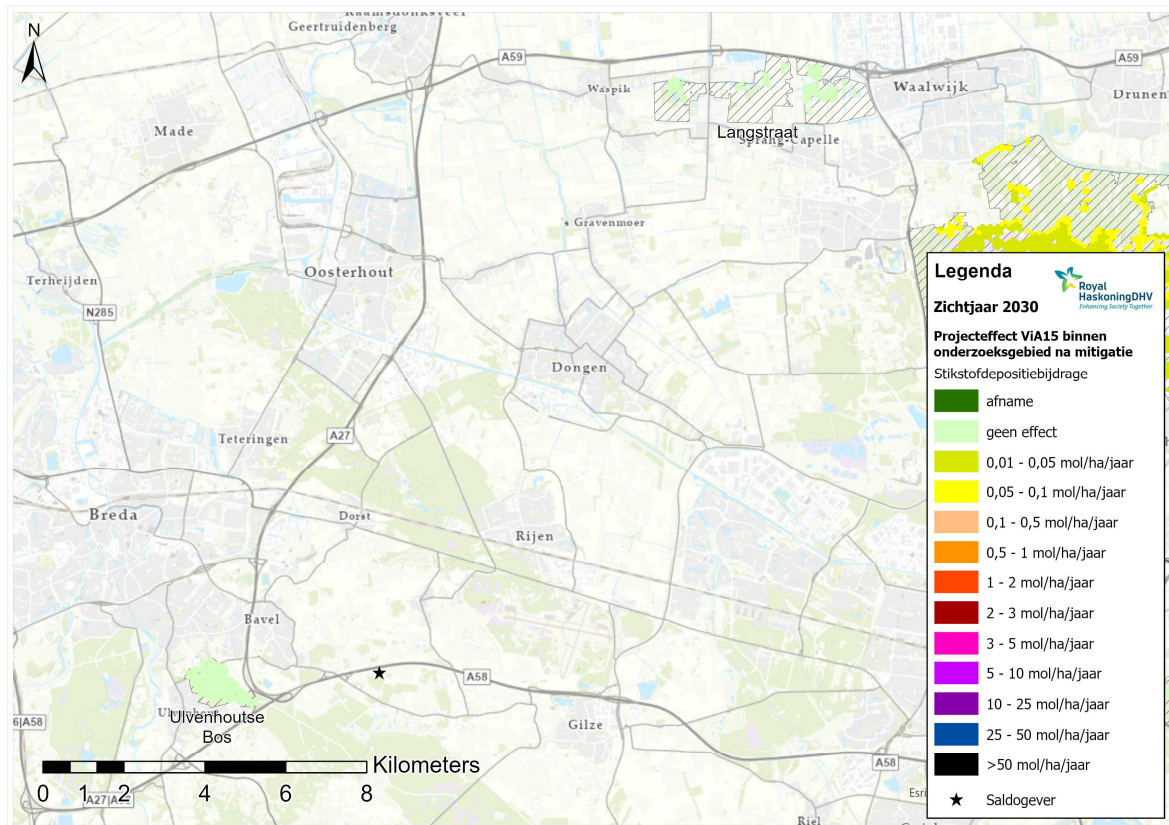 N
Raamsdonksveer
Geertruidenberg
A59
A59
Waspik
Waalwijk
Drunen
Made
Langstraat
Sprang-Capelle
's Gravenmoer
Oosterhout
Terheijden
N285
Dongen
A27
Teteringen
Breda
Dorst
Rijen
Bavel
A58
Ulvenhoutse
Bos
Gilze
A58
Kilometers
0 1 2 4 6 8
Riel
Esri
Legenda
Royal
HaskoningDHV
Enhancing Society Together
Zichtjaar 2030
Projecteffect ViA15 binnen
onderzoeksgebied na mitigatie
Stikstofdepositiebijdrage
afname
geen effect
0,01 - 0,05 mol/ha/jaar
0,05 - 0,1 mol/ha/jaar
0,1 - 0,5 mol/ha/jaar
0,5 - 1 mol/ha/jaar
1 - 2 mol/ha/jaar
2 - 3 mol/ha/jaar
3 - 5 mol/ha/jaar
5 - 10 mol/ha/jaar
10 - 25 mol/ha/jaar
25 - 50 mol/ha/jaar
>50 mol/ha/jaar
Saldogever